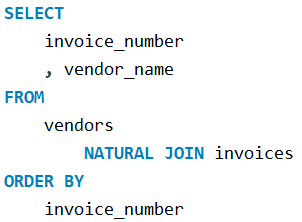 SELECT
    invoice_number
    , vendor_name
FROM
    vendors
        NATURAL JOIN invoices
ORDER BY
    invoice_number